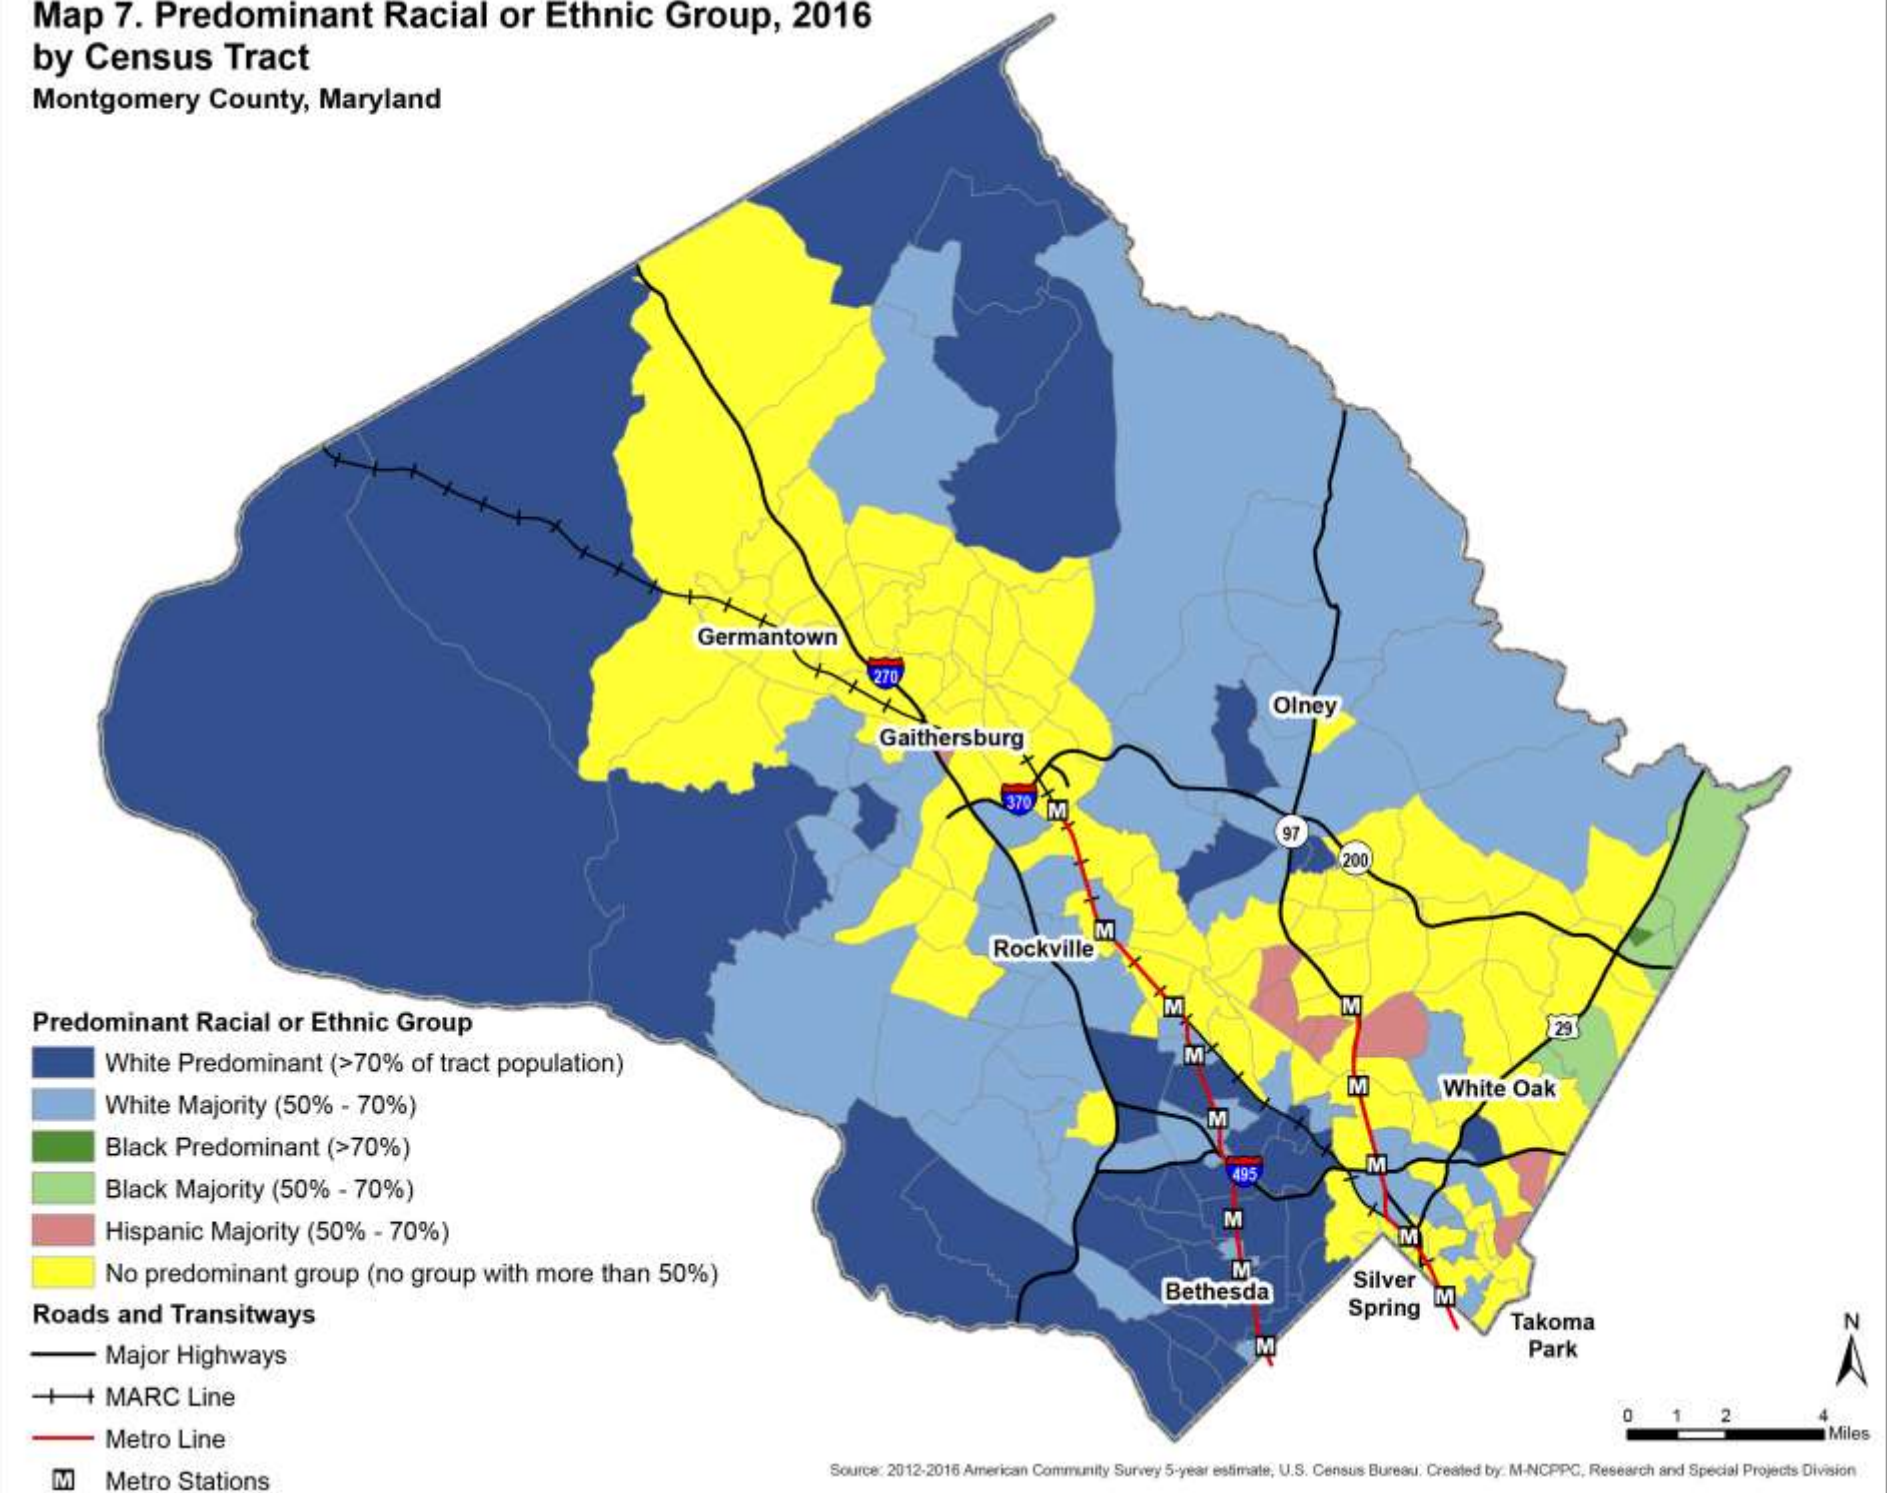 Map 7. Predominant Racial or Ethnic Group, 2016
by Census Tract
Montgomery County, Maryland
Germantown
270
Olney
Gaithersburg
370
M
97
200
M
Rockville
M
M
29
M
White Oak
M
M
M
495
M
M
M
M
Bethesda
Silver
Spring
M
Takoma
Park
M
Predominant Racial or Ethnic Group
White Predominant (>70% of tract population)
White Majority (50% - 70%)
Black Predominant (>70%)
Black Majority (50% - 70%)
Hispanic Majority (50% - 70%)
No predominant group (no group with more than 50%)
Roads and Transitways
Major Highways
MARC Line
Metro Line
M Metro Stations
N
0 1 2 4
Miles
Source: 2012-2016 American Community Survey 5-year estimate, U.S. Census Bureau. Created by: M-NCPPC, Research and Special Projects Division